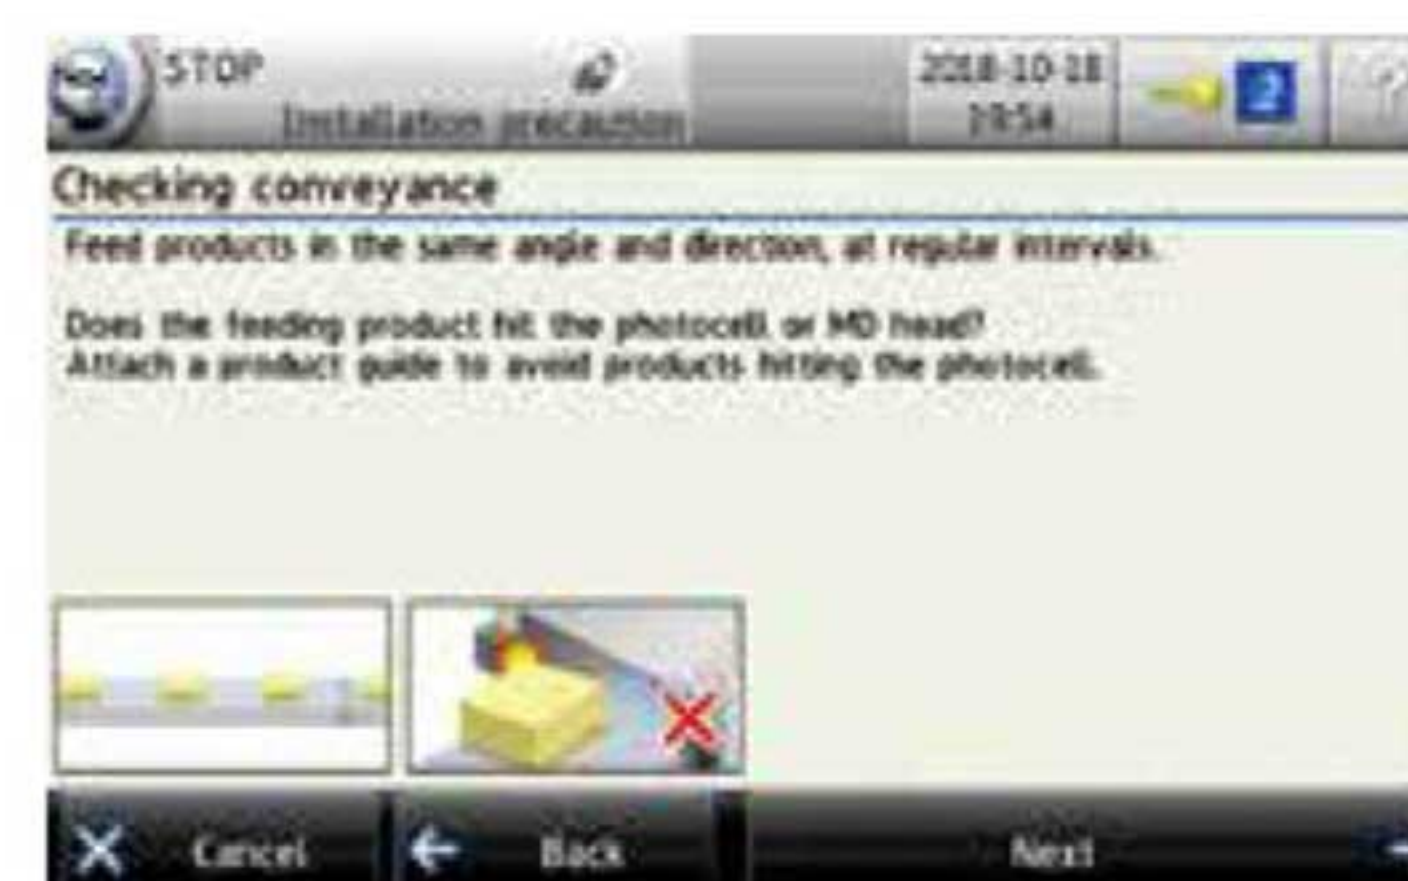 STOP
Installation precaution
2018-10-18
19:54
2
?
Checking conveyance
Feed products in the same angle and direction, at regular intervals.
Does the feeding product hit the photocell or MD head?
Attach a product guide to avoid products hitting the photocell.
Cancel
Back
Next